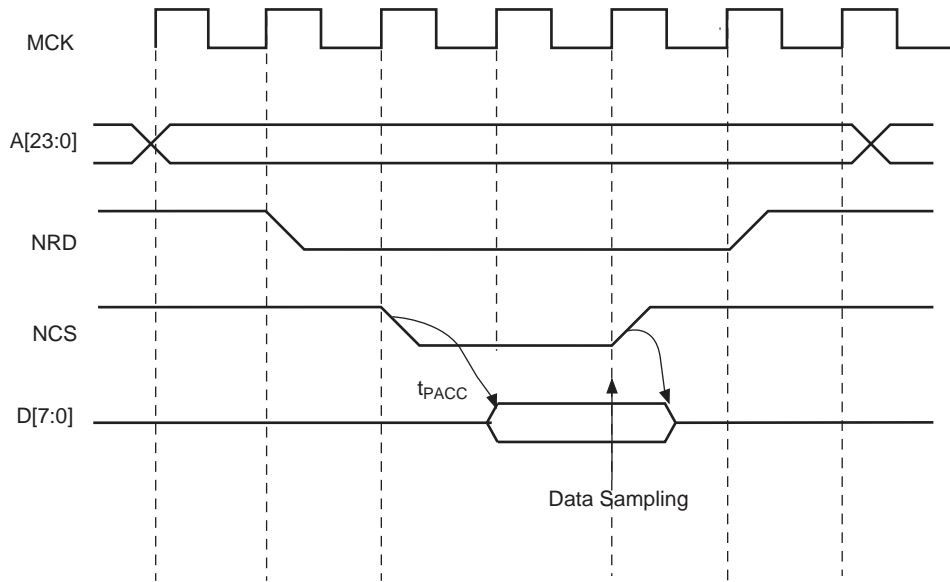 MCK
A[23:0]
NRD
NCS
tPACC
D[7:0]
Data Sampling